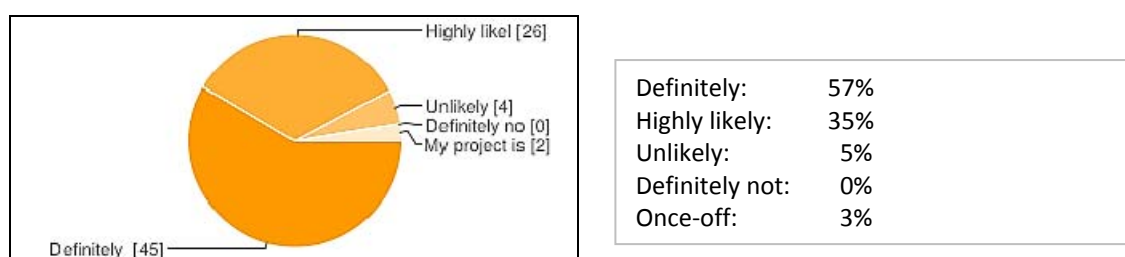 Highly likel [26]
Unlikely [4]
Definitely no [0]
My project is [2]
Definitely [45]
Definitely: 57%
Highly likely: 35%
Unlikely: 5%
Definitely not: 0%
Once-off: 3%